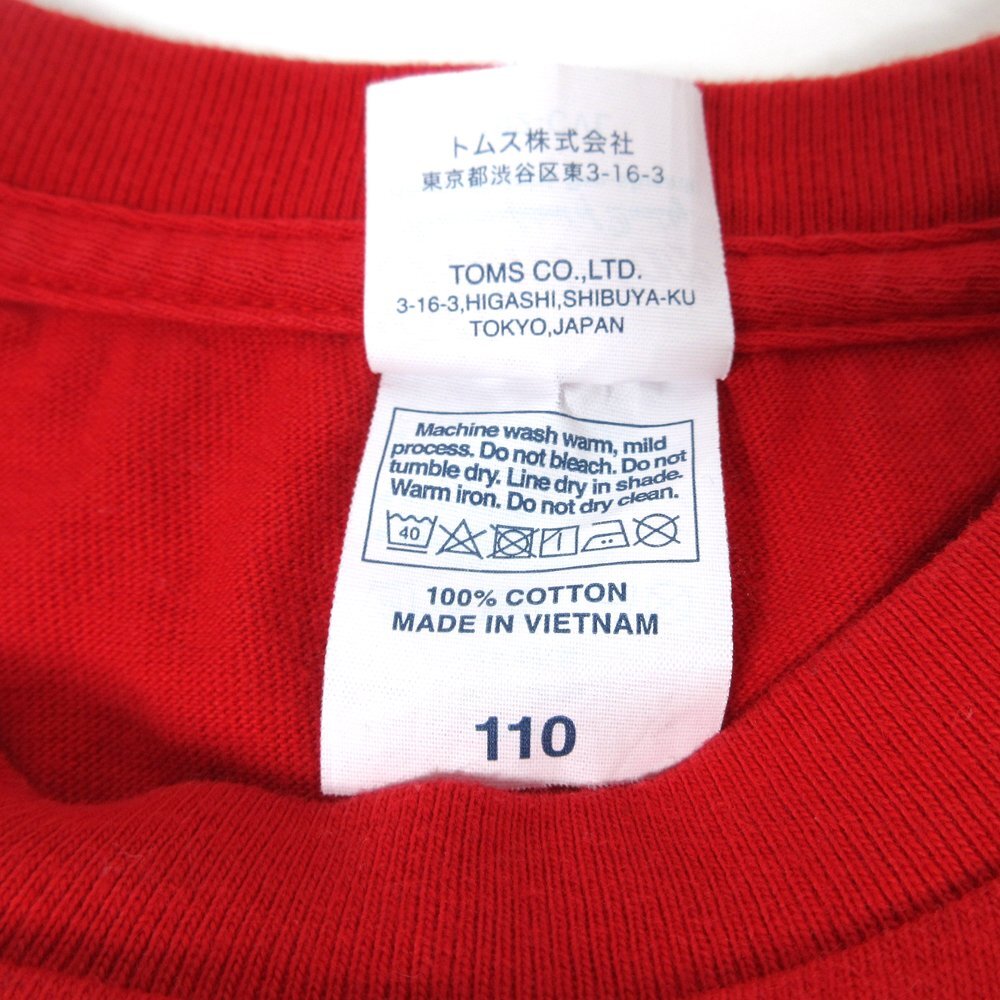 トムス株式会社
東京都渋谷区東3-16-3
TOMS CO.,LTD.
3-16-3,HIGASHI,SHIBUYA-KU
TOKYO,JAPAN
Machine wash warm, mild
process. Do not bleach. Do not
tumble dry. Line dry in shade.
Warm iron. Do not dry clean.
40
100% COTTON
MADE IN VIETNAM
110